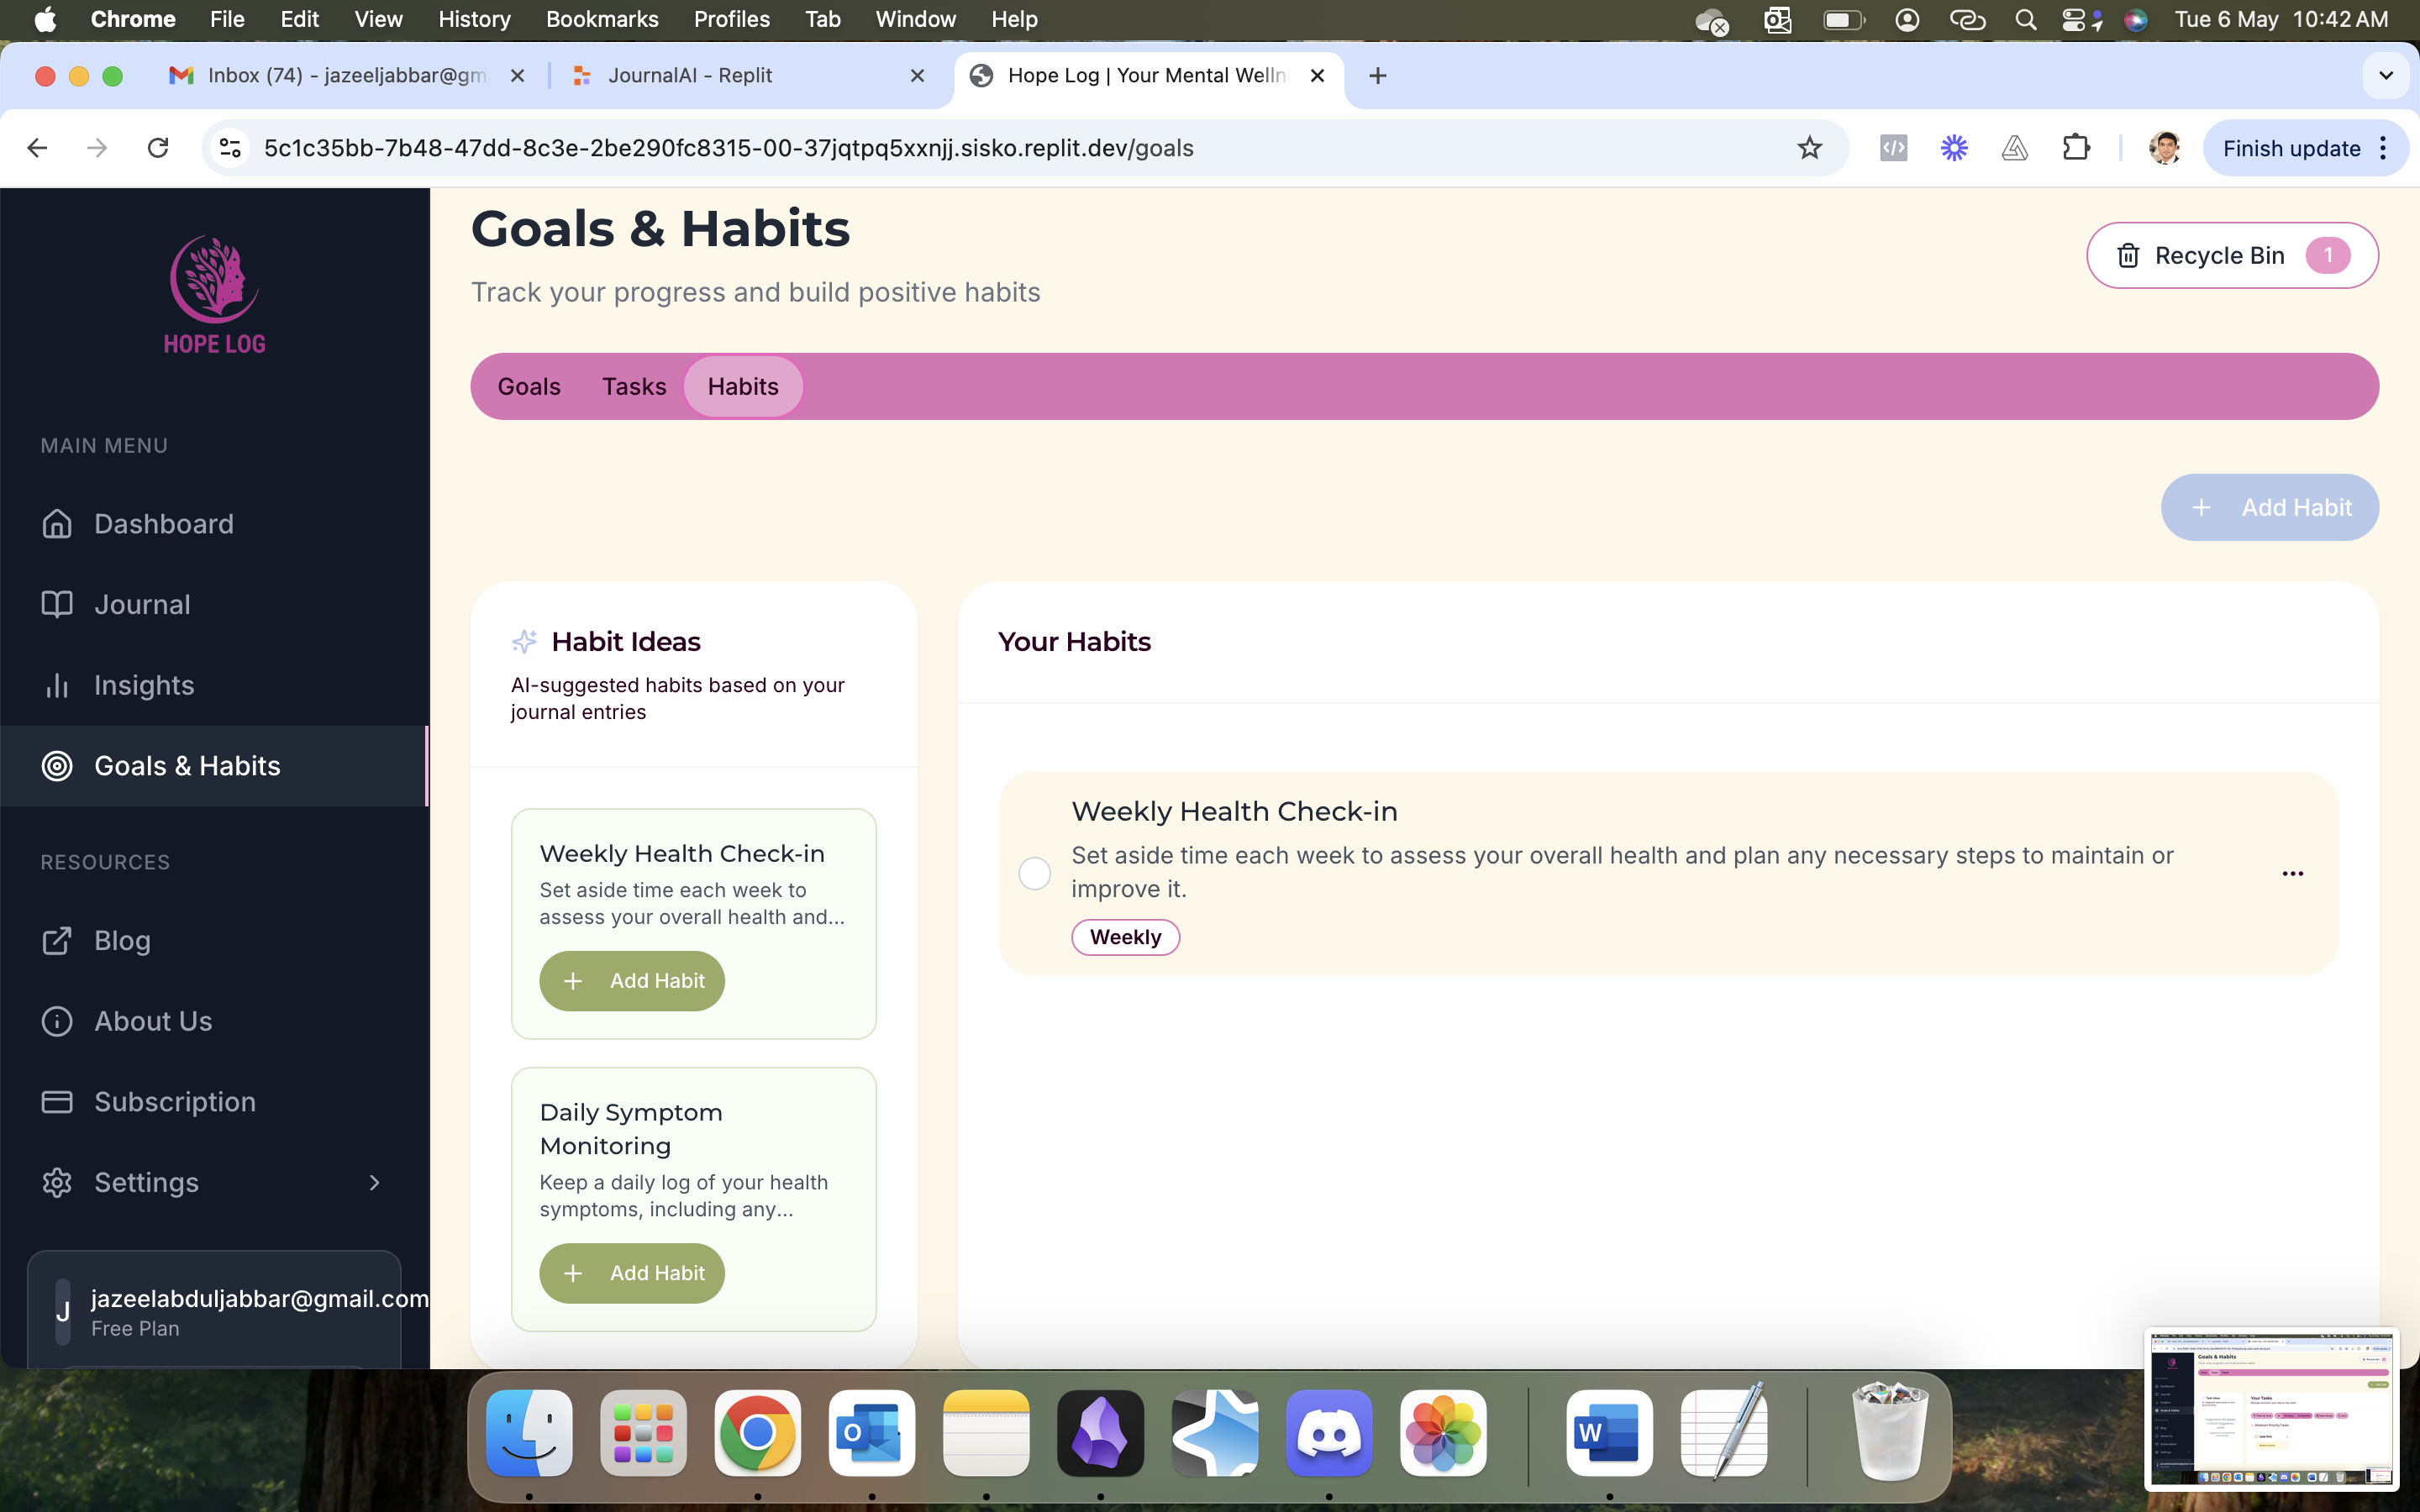 Chrome File Edit View History Bookmarks Profiles Tab Window Help Tue 6 May 10:42 AM
Inbox (74) - jazeeljabbar@gm
JournalAI - Replit
Hope Log | Your Mental Welln
5c1c35bb-7b48-47dd-8c3e-2be290fc8315-00-37jqtpq5xxnjj.sisko.replit.dev/goals
Finish update
HOPE LOG
MAIN MENU
Dashboard
Journal
Insights
Goals & Habits
RESOURCES
Blog
About Us
Subscription
Settings
J
jazeelabduljabbar@gmail.com
Free Plan
Goals & Habits
Track your progress and build positive habits
Recycle Bin 1
Goals Tasks Habits
+ Add Habit
Habit Ideas
AI-suggested habits based on your
journal entries
Weekly Health Check-in
Set aside time each week to
assess your overall health and...
+ Add Habit
Daily Symptom
Monitoring
Keep a daily log of your health
symptoms, including any...
+ Add Habit
Your Habits
Weekly Health Check-in
Set aside time each week to assess your overall health and plan any necessary steps to maintain or
improve it.
Weekly